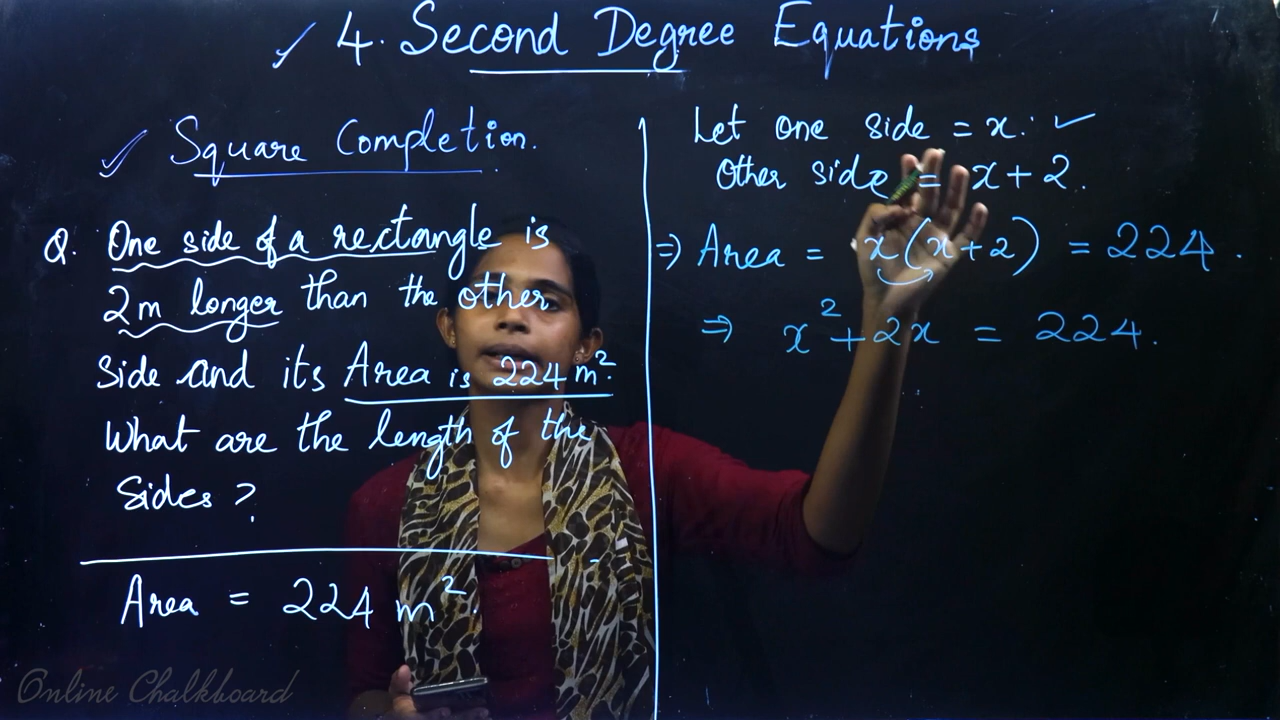 ✓ 4. Second Degree Equations
✓ Square Completion.
Q. One side of a rectangle is
2m longer than the other
side and its Area is 224 m².
What are the length of the
sides?
Area = 224 m².
Let one side = x. ✓
Other side = x + 2.
⇒ Area = x(x+2) = 224.
⇒ x² + 2x = 224.
Online Chalkboard